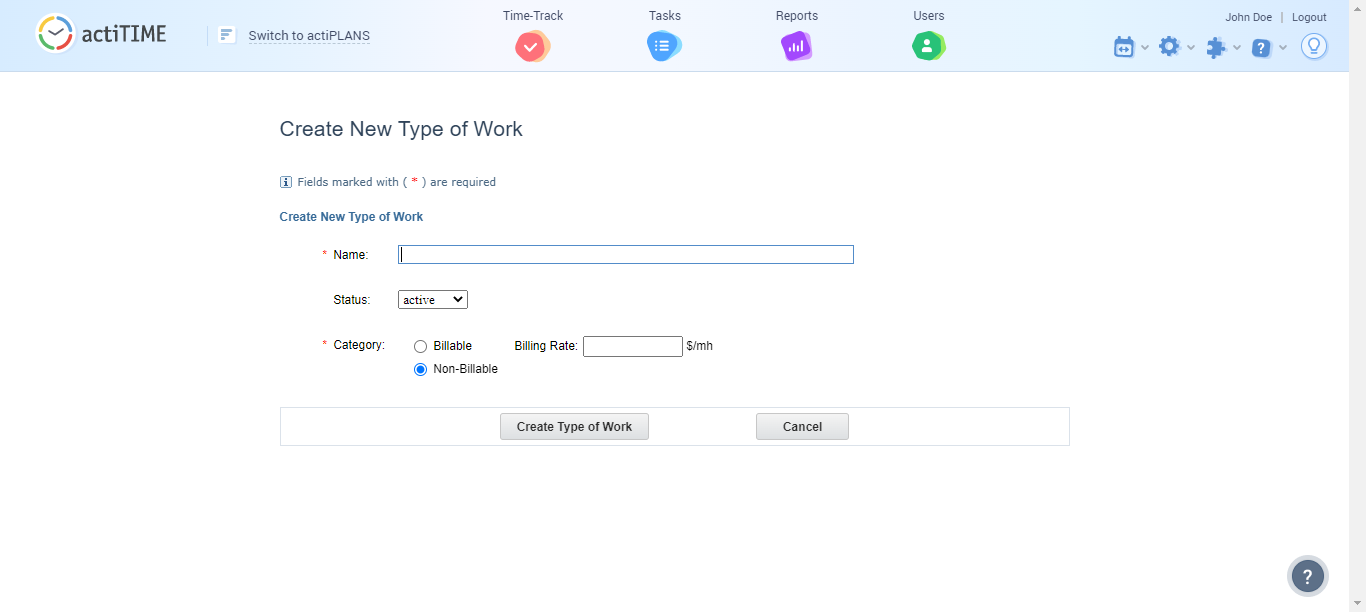 actiTIME
Switch to actiPLANS
Time-Track
Tasks
Reports
Users
John Doe | Logout
?
Create New Type of Work
i Fields marked with ( * ) are required
Create New Type of Work
* Name:
Status: active
* Category: Billable Billing Rate: $/mh
Non-Billable
Create Type of Work Cancel
?